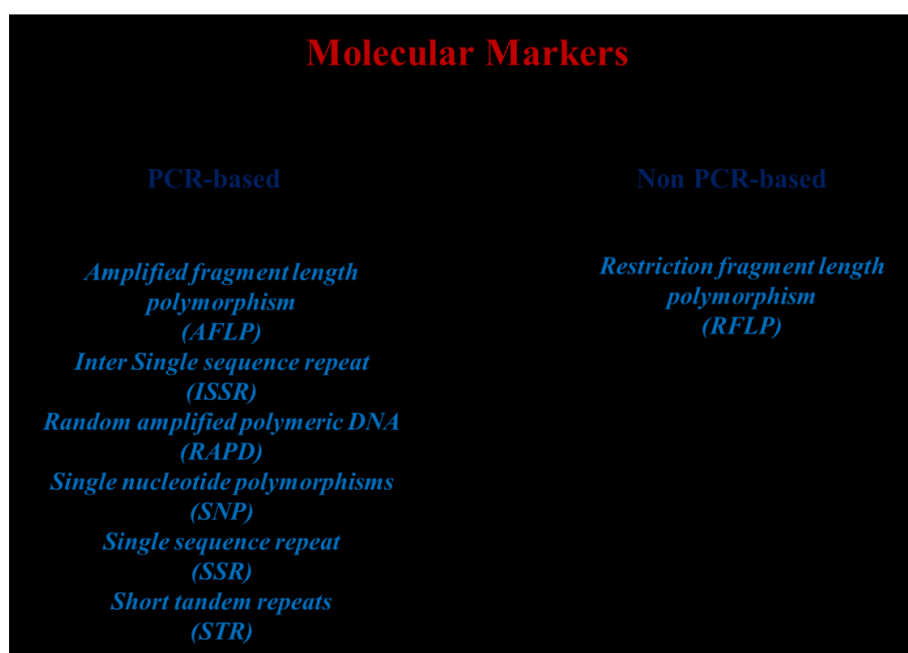 Molecular Markers
PCR-based
Non PCR-based
Amplified fragment length
polymorphism
(AFLP)
Inter Single sequence repeat
(ISSR)
Random amplified polymeric DNA
(RAPD)
Single nucleotide polymorphisms
(SNP)
Single sequence repeat
(SSR)
Short tandem repeats
(STR)
Restriction fragment length
polymorphism
(RFLP)